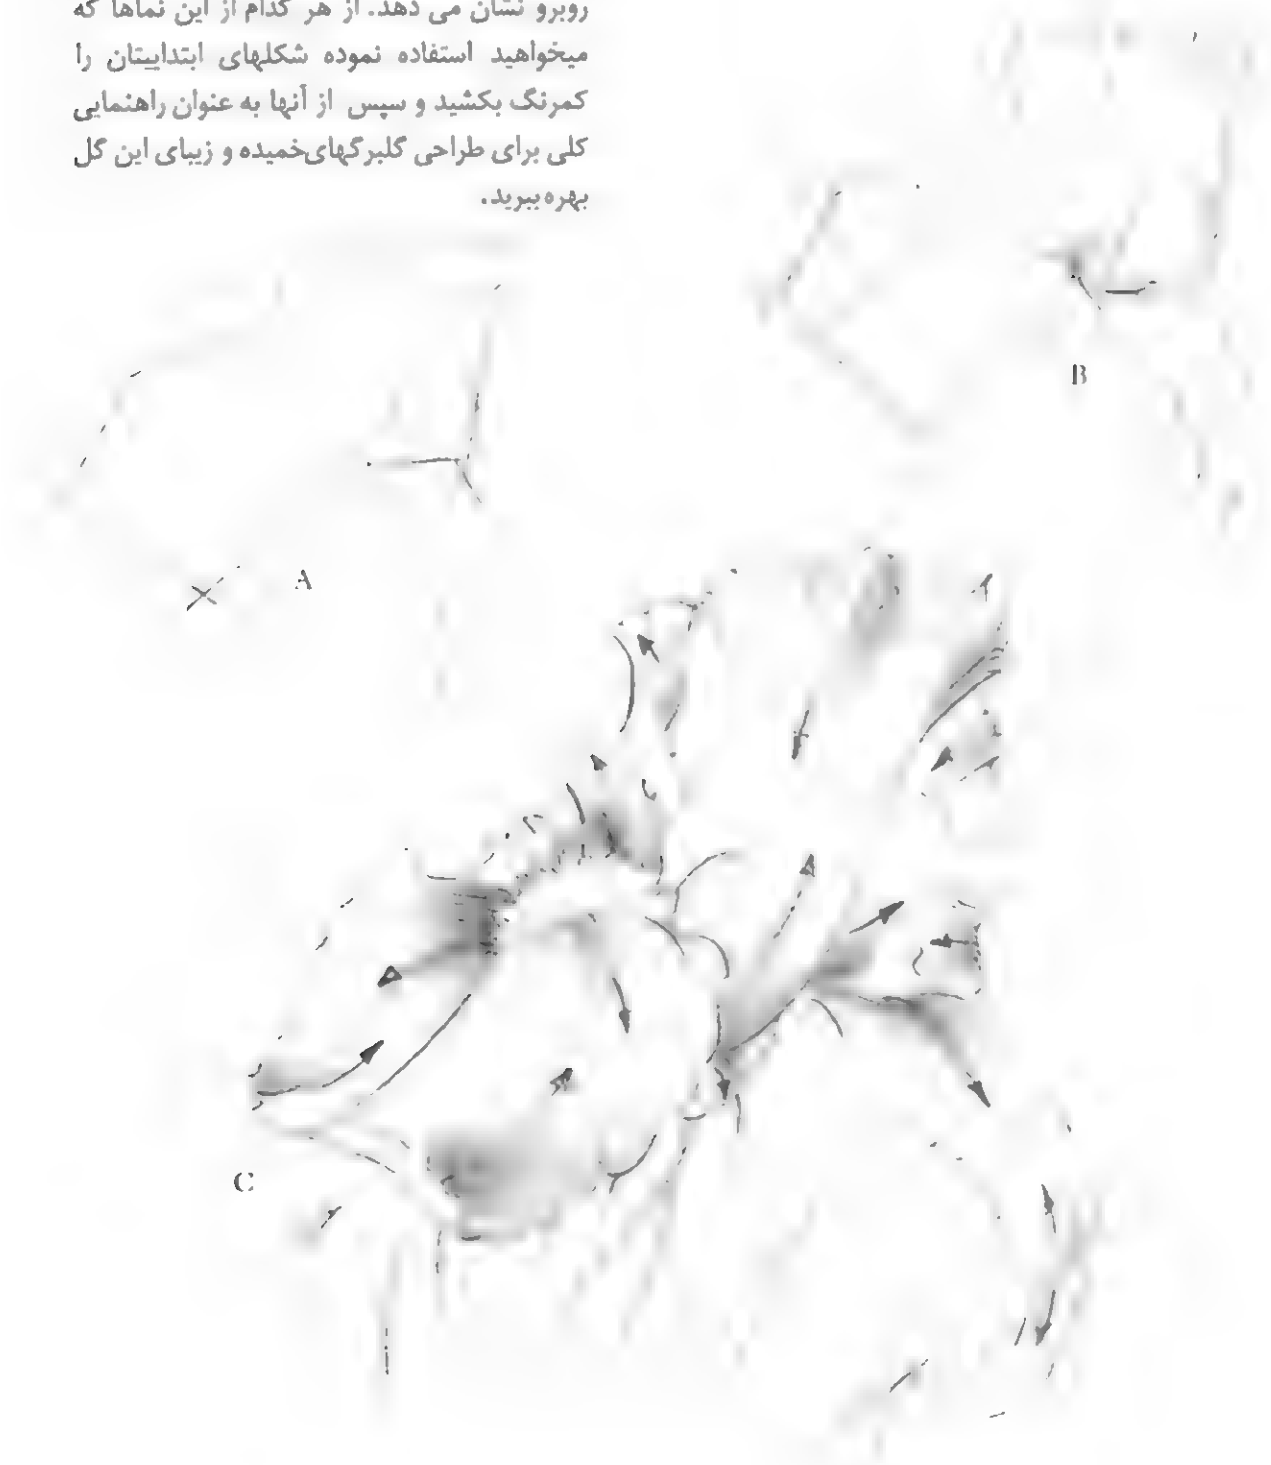 روبرو نشان می دهد. از هر کدام از این نماها که
میخواهید استفاده نموده شکلهای ابتداییتان را
کمرنگ بکشید و سپس از آنها به عنوان راهنمایی
کلی برای طراحی گلبرگهای‌خمیده و زیبای این گل
بهره‌ببرید.
B
A
C